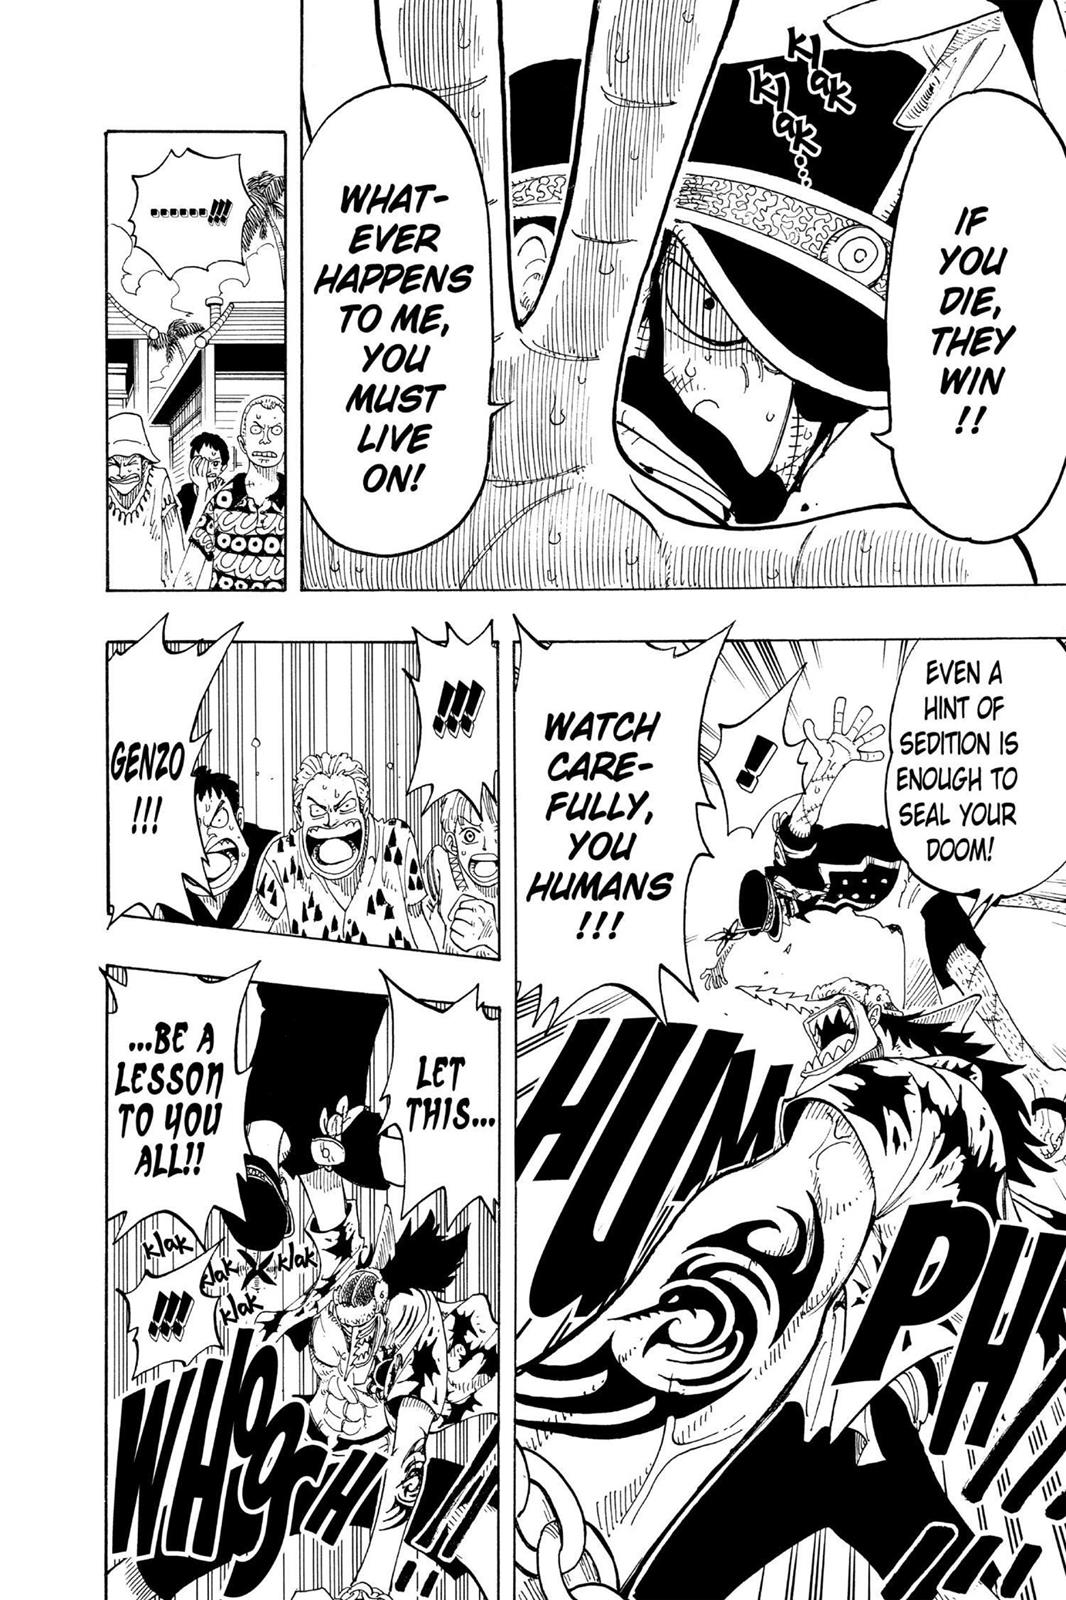 Klak
Klak...
IF
YOU
DIE,
THEY
WIN
!!
WHAT-
EVER
HAPPENS
TO ME,
YOU
MUST
LIVE
ON!
......!!!
EVEN A
HINT OF
SEDITION IS
ENOUGH TO
SEAL YOUR
DOOM!
!!
WATCH
CARE-
FULLY,
YOU
HUMANS
!!!
HUM
PH!!
!!!
GENZO
!!!
LET
THIS...
...BE A
LESSON
TO YOU
ALL!!
klak
klak
klak
klak
!!!
WHOOSH!!